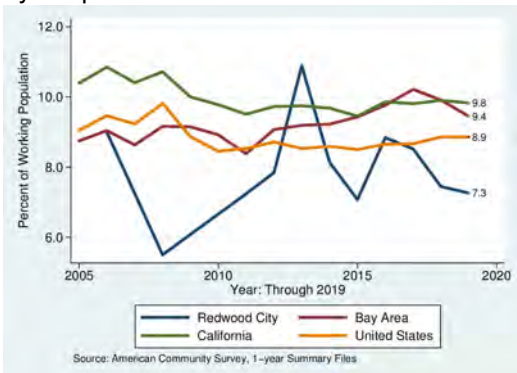 12.0
10.0
8.0
6.0
Percent of Working Population
9.8
9.4
8.9
7.3
2005
2010
2015
2020
Year: Through 2019
Redwood City
Bay Area
California
United States
Source: American Community Survey, 1-year Summary Files